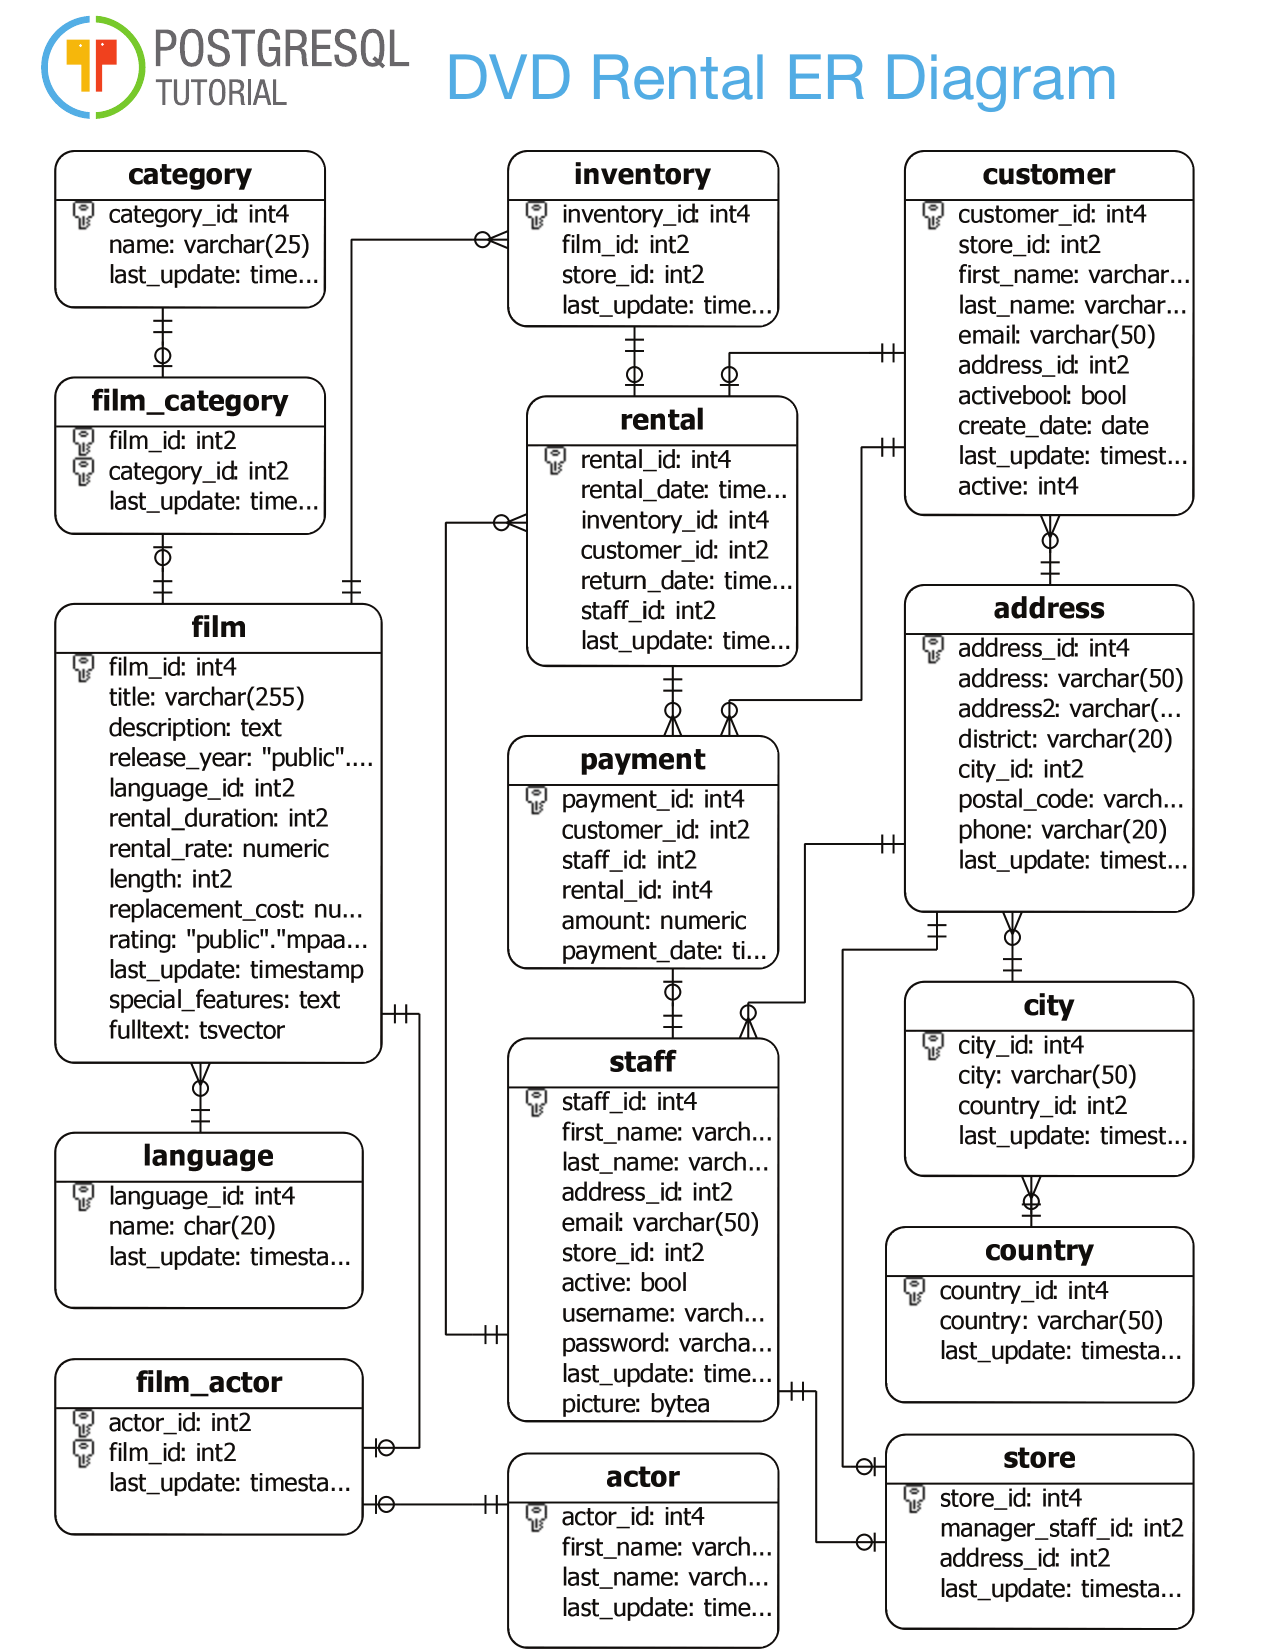 POSTGRESQL
TUTORIAL
DVD Rental ER Diagram
category
category_id: int4
name: varchar(25)
last_update: time...
film_category
film_id: int2
category_id: int2
last_update: time...
film
film_id: int4
title: varchar(255)
description: text
release_year: "public"....
language_id: int2
rental_duration: int2
rental_rate: numeric
length: int2
replacement_cost: nu...
rating: "public"."mpaa...
last_update: timestamp
special_features: text
fulltext: tsvector
language
language_id: int4
name: char(20)
last_update: timesta...
film_actor
actor_id: int2
film_id: int2
last_update: timesta...
inventory
inventory_id: int4
film_id: int2
store_id: int2
last_update: time...
rental
rental_id: int4
rental_date: time...
inventory_id: int4
customer_id: int2
return_date: time...
staff_id: int2
last_update: time...
payment
payment_id: int4
customer_id: int2
staff_id: int2
rental_id: int4
amount: numeric
payment_date: ti...
staff
staff_id: int4
first_name: varch...
last_name: varch...
address_id: int2
email: varchar(50)
store_id: int2
active: bool
username: varch...
password: varcha...
last_update: time...
picture: bytea
actor
actor_id: int4
first_name: varch...
last_name: varch...
last_update: time...
customer
customer_id: int4
store_id: int2
first_name: varchar...
last_name: varchar...
email: varchar(50)
address_id: int2
activebool: bool
create_date: date
last_update: timest...
active: int4
address
address_id: int4
address: varchar(50)
address2: varchar(...
district: varchar(20)
city_id: int2
postal_code: varch...
phone: varchar(20)
last_update: timest...
city
city_id: int4
city: varchar(50)
country_id: int2
last_update: timest...
country
country_id: int4
country: varchar(50)
last_update: timesta...
store
store_id: int4
manager_staff_id: int2
address_id: int2
last_update: timesta...